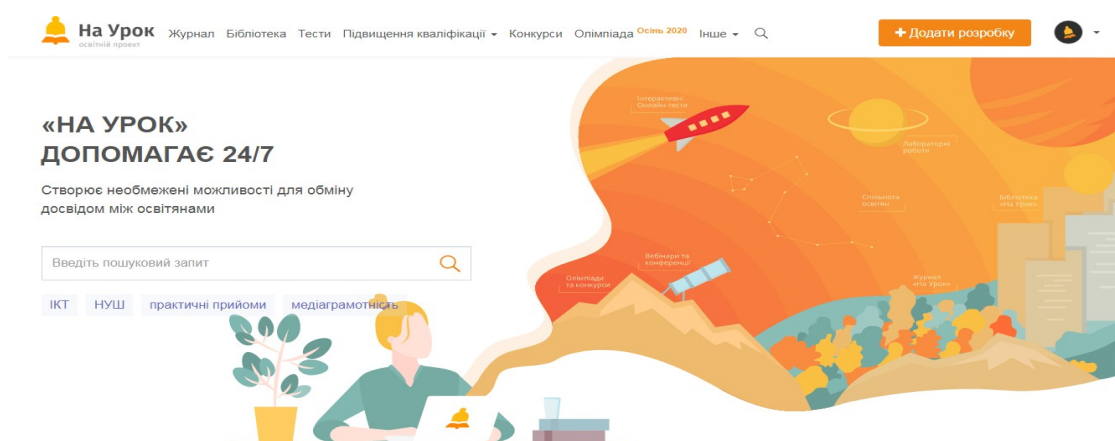 На Урок
освітній проект
Журнал Бібліотека Тести Підвищення кваліфікації Конкурси Олімпіада Осінь 2020 Інше
+ Додати розробку
«НА УРОК»
ДОПОМАГАЄ 24/7
Створює необмежені можливості для обміну
досвідом між освітянами
Введіть пошуковий запит
ІКТ НУШ практичні прийоми медіаграмотність
Інтерактивні
Онлайн-тести
Лабораторні
роботи
Спільнота
освітян
Бібліотека
«На Урок»
Вебінари та
конференції
Олімпіади
та конкурси
Журнал
«На Урок»